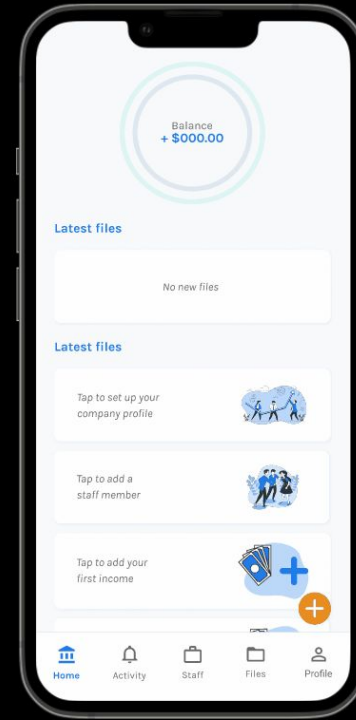 Balance
+ $000.00
Latest files
No new files
Latest files
Tap to set up your
company profile
Tap to add a
staff member
Tap to add your
first income
Home
Activity
Staff
Files
Profile